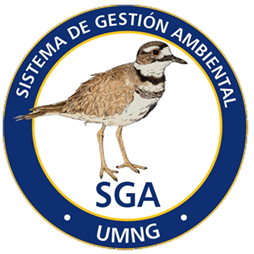 SISTEMA DE GESTIÓN AMBIENTAL
SGA
UMNG